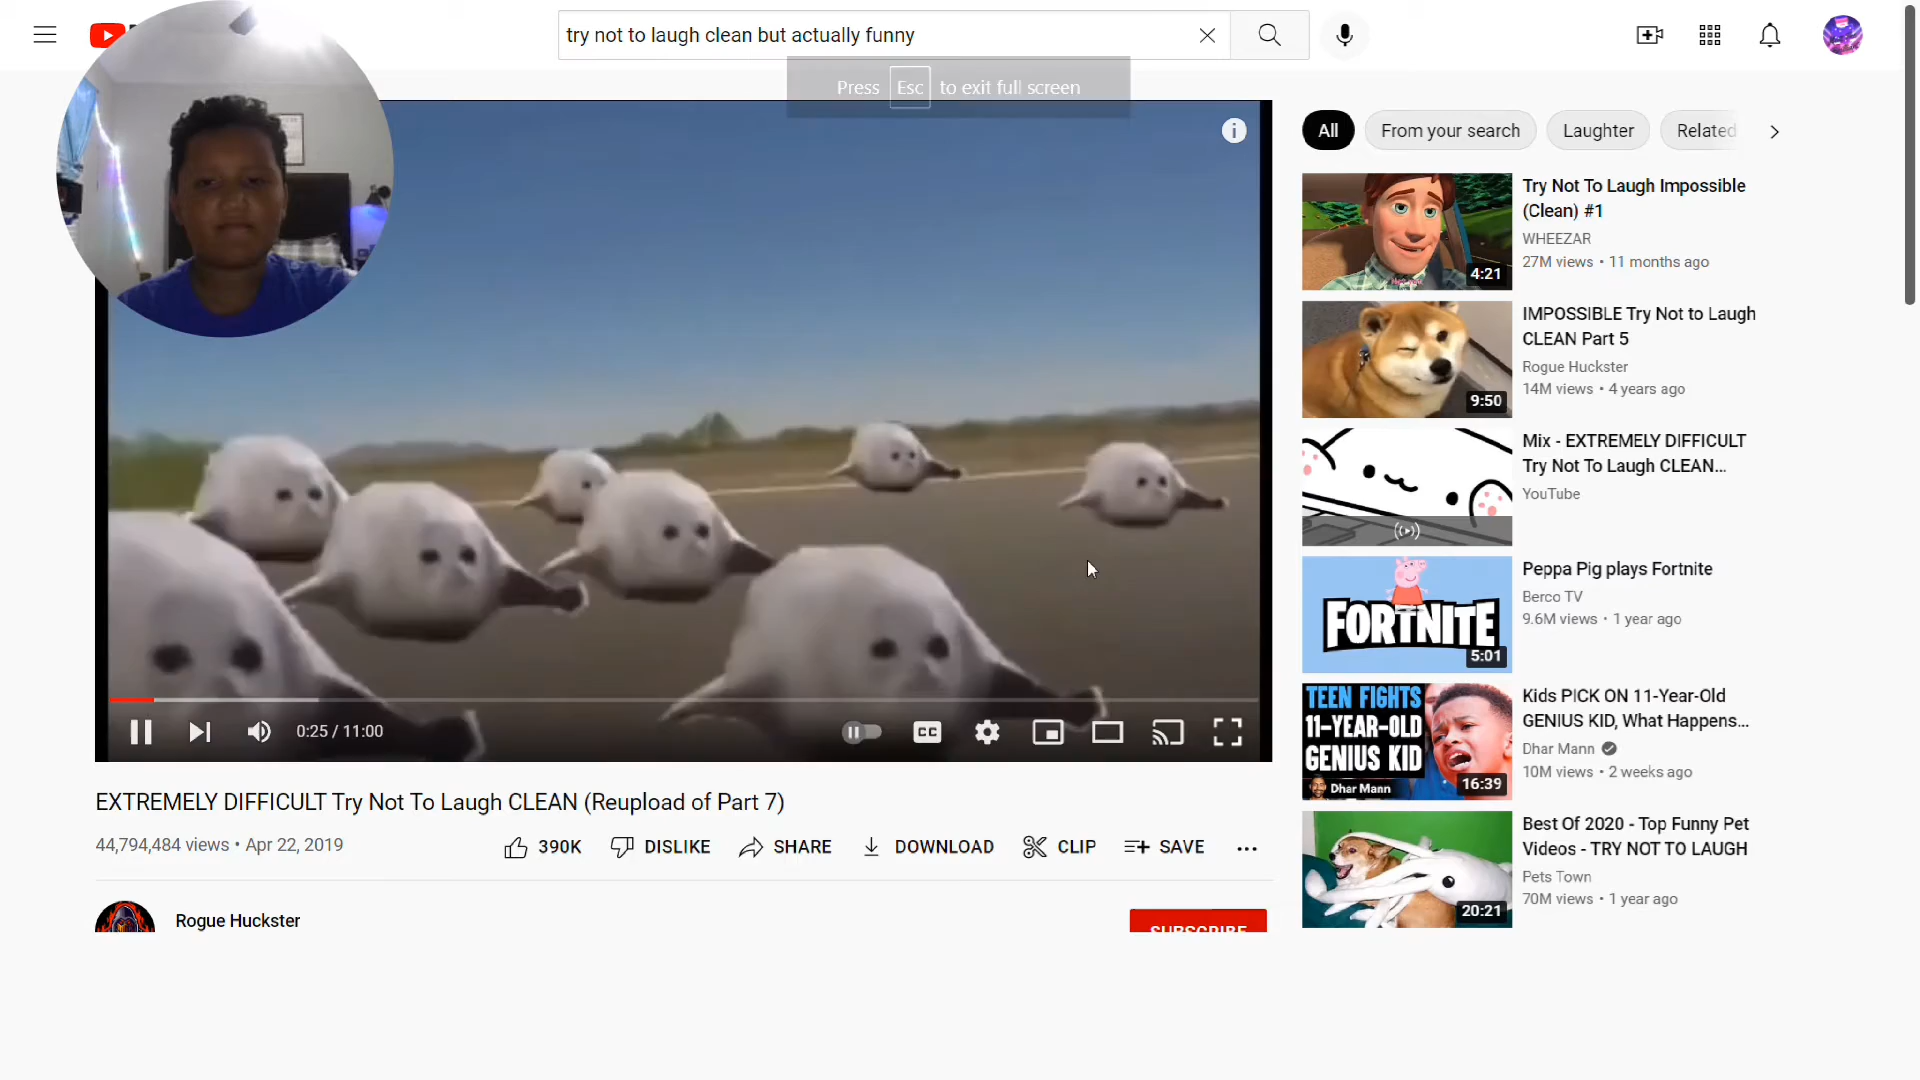 try not to laugh clean but actually funny
Press Esc to exit full screen
All
From your search
Laughter
Related
Try Not To Laugh Impossible
(Clean) #1
WHEEZAR
27M views • 11 months ago
4:21
IMPOSSIBLE Try Not to Laugh
CLEAN Part 5
Rogue Huckster
14M views • 4 years ago
9:50
Mix - EXTREMELY DIFFICULT
Try Not To Laugh CLEAN...
YouTube
FORTNITE
5:01
Peppa Pig plays Fortnite
Berco TV
9.6M views • 1 year ago
TEEN FIGHTS
11-YEAR-OLD
GENIUS KID
Dhar Mann
16:39
Kids PICK ON 11-Year-Old
GENIUS KID, What Happens...
Dhar Mann
10M views • 2 weeks ago
20:21
Best Of 2020 - Top Funny Pet
Videos - TRY NOT TO LAUGH
Pets Town
70M views • 1 year ago
0:25 / 11:00
CC
EXTREMELY DIFFICULT Try Not To Laugh CLEAN (Reupload of Part 7)
44,794,484 views • Apr 22, 2019
390K
DISLIKE
SHARE
DOWNLOAD
CLIP
SAVE
Rogue Huckster
SUBSCRIBE